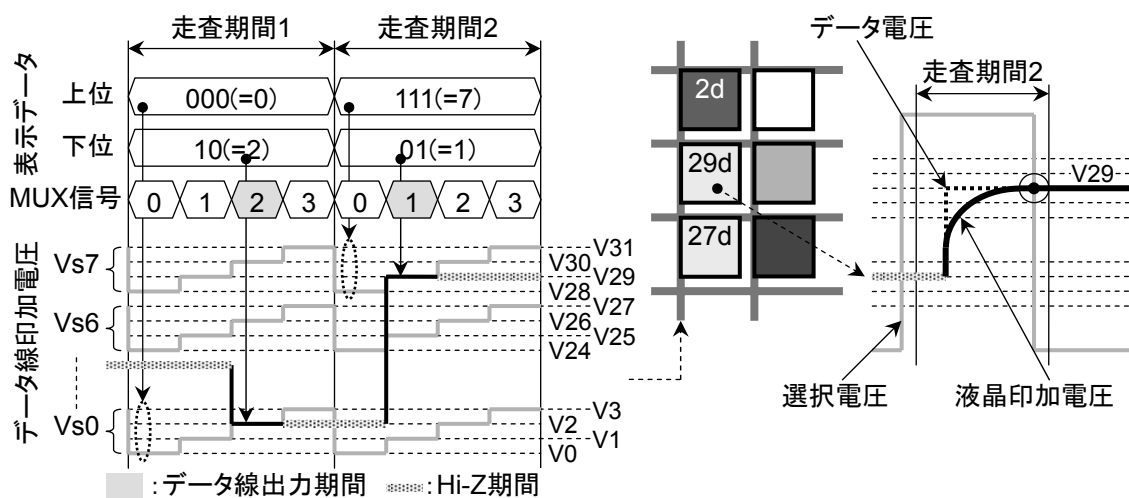 走査期間1
走査期間2
表示データ
上位
000(=0)
111(=7)
下位
10(=2)
01(=1)
MUX信号
0 1 2 3 0 1 2 3
データ線印加電圧
Vs7
Vs6
Vs0
V31
V30
V29
V28
V27
V26
V25
V24
V3
V2
V1
V0
:データ線出力期間
:Hi-Z期間
2d
29d
27d
データ電圧
走査期間2
V29
選択電圧
液晶印加電圧